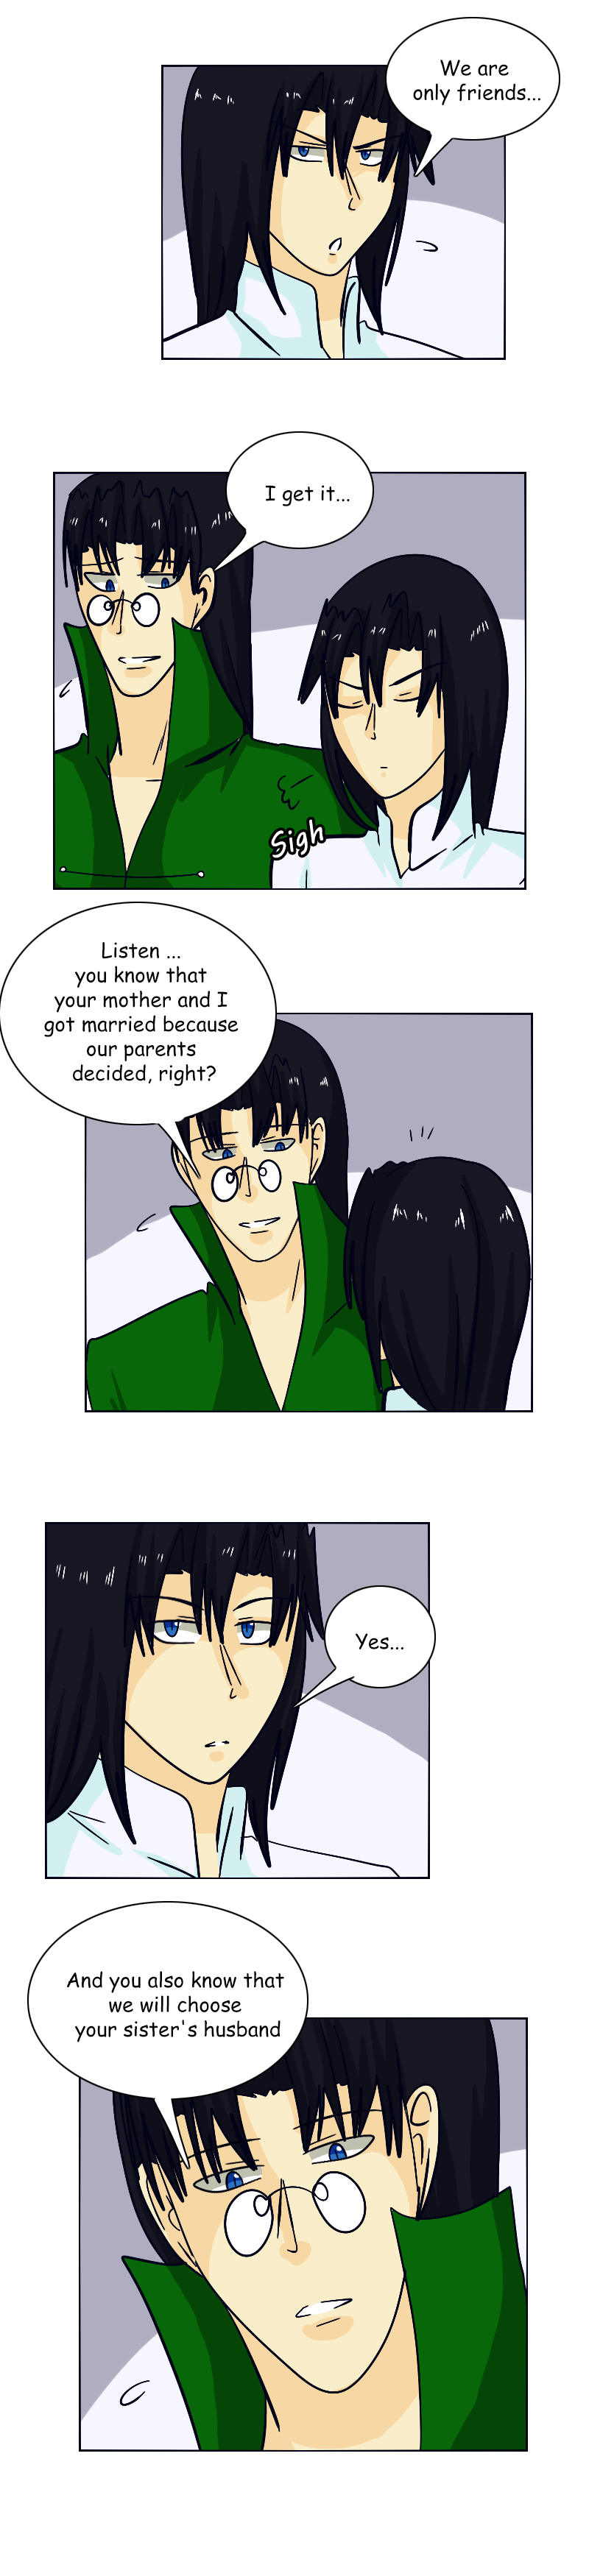 We are
only friends...
I get it...
Sigh
Listen ...
you know that
your mother and I
got married because
our parents
decided, right?
Yes...
And you also know that
we will choose
your sister's husband